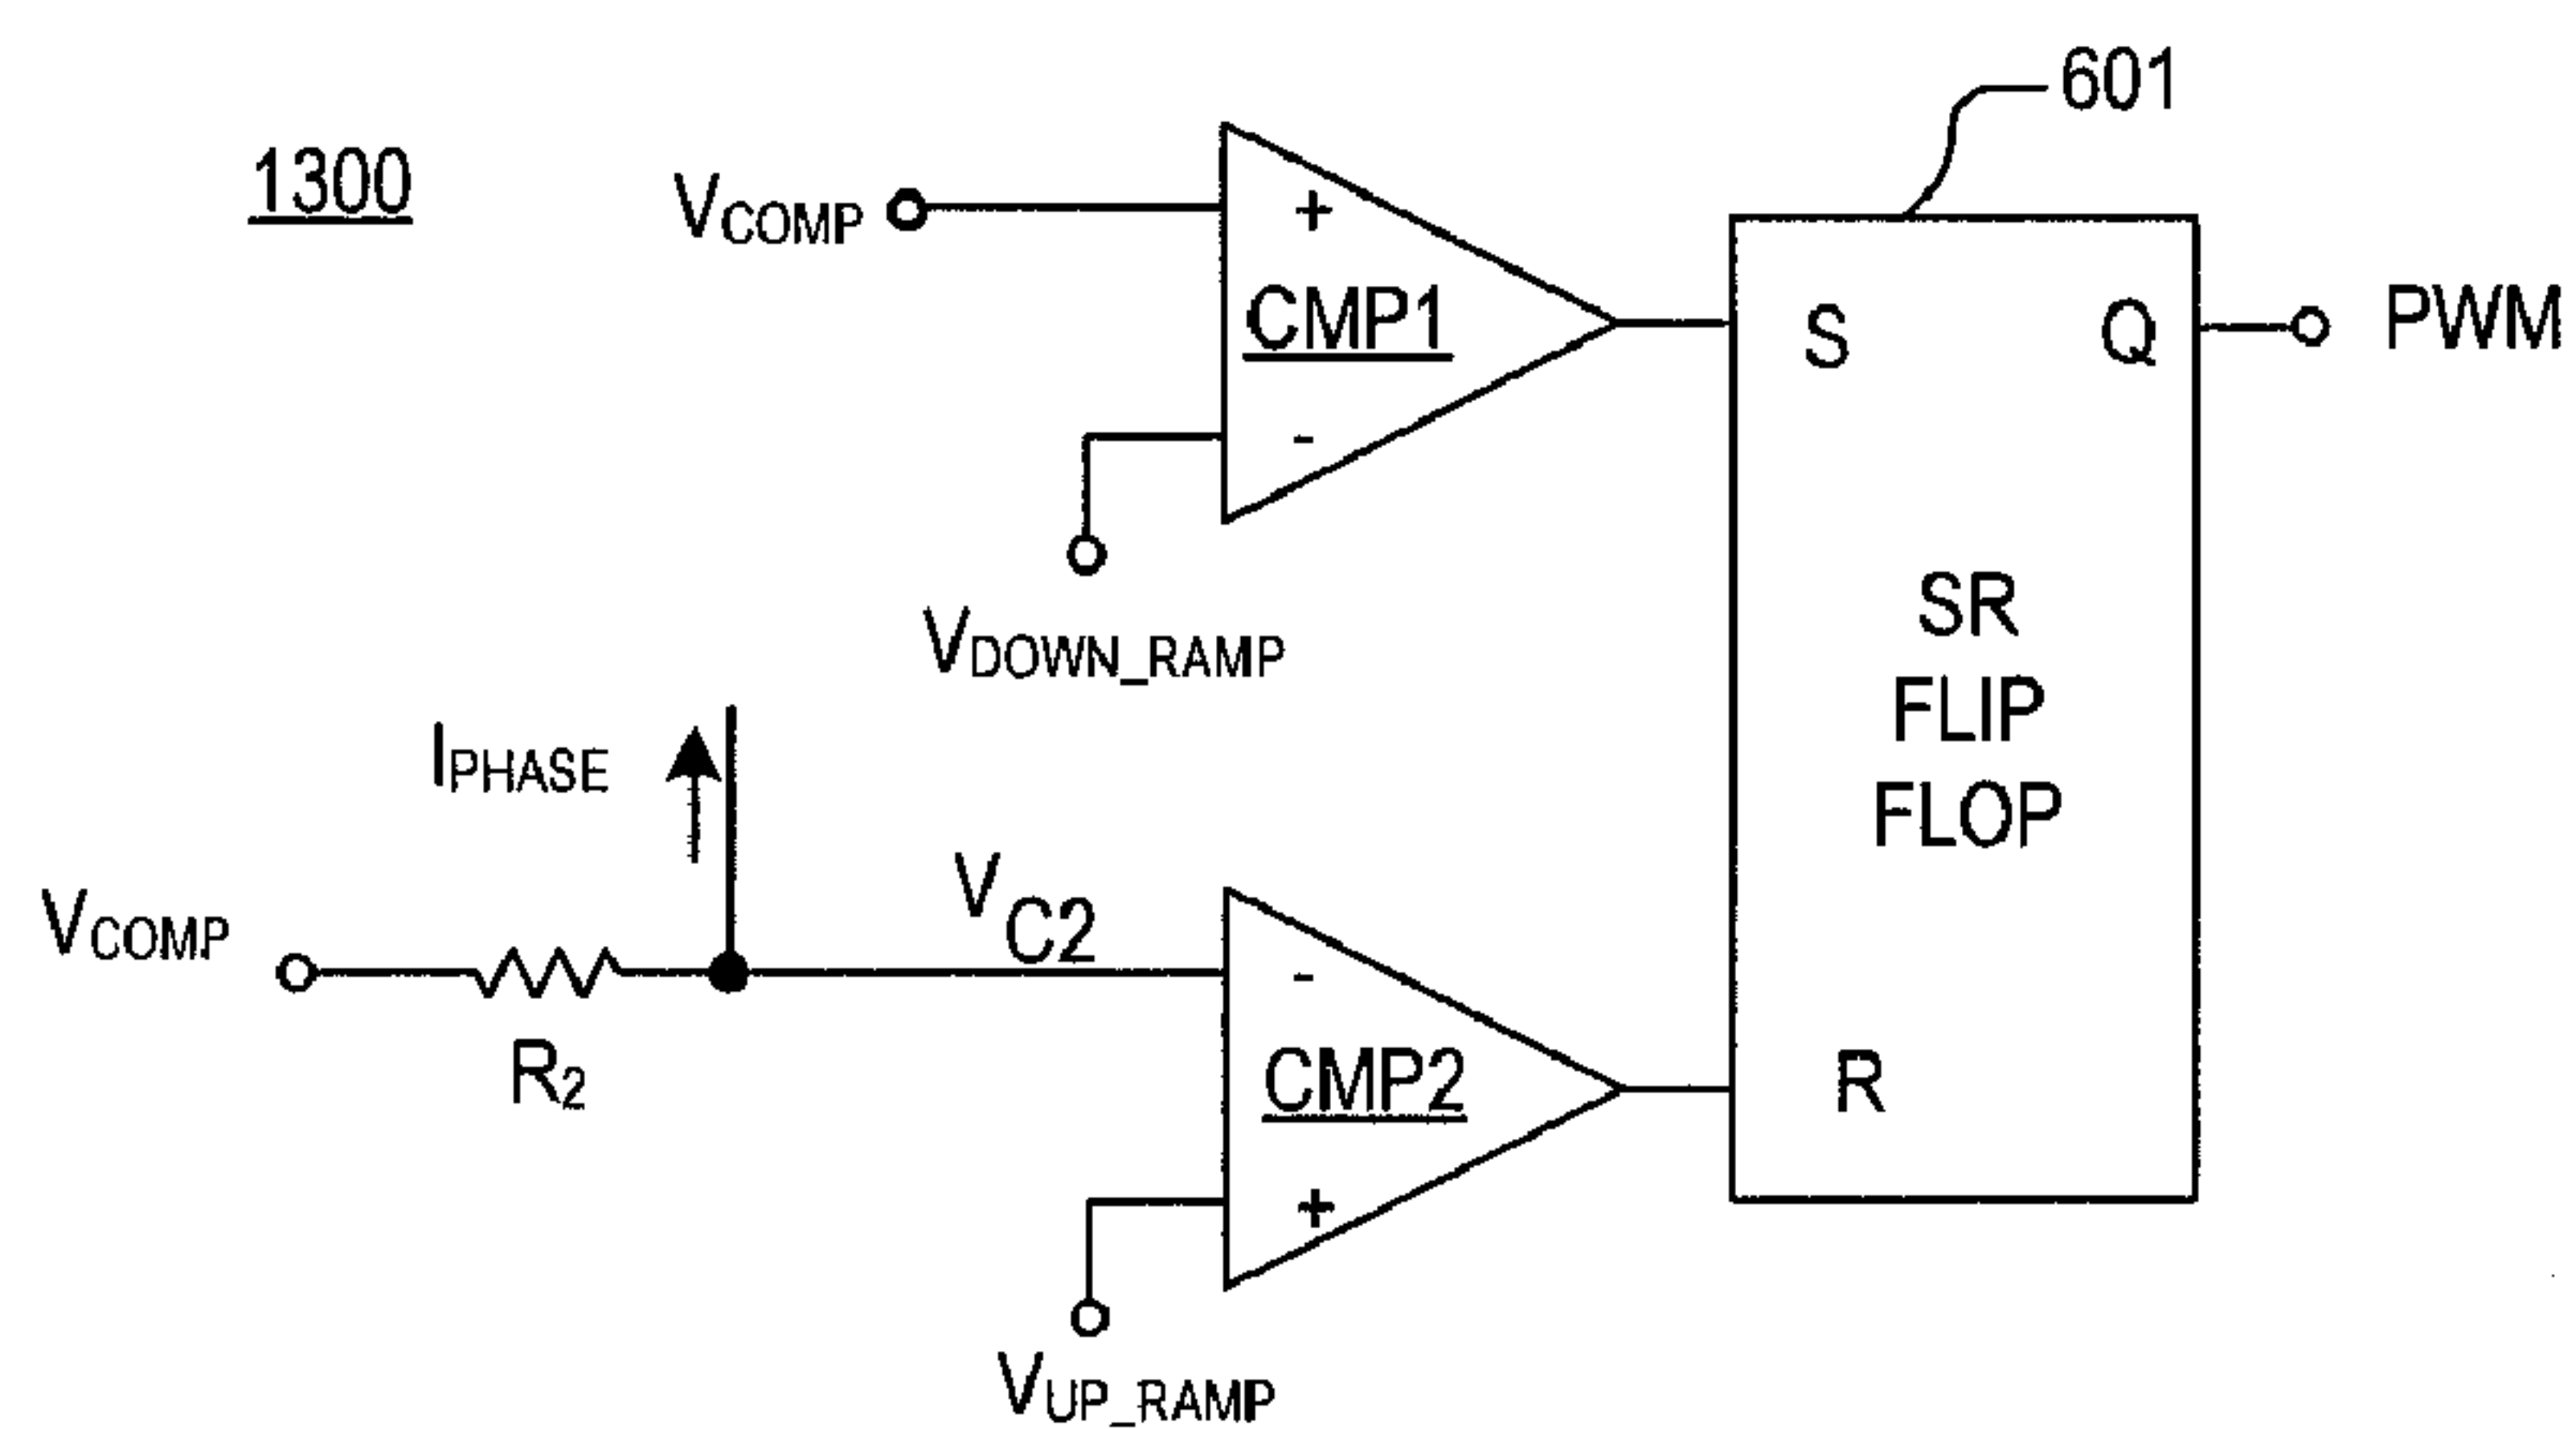 601
1300
VCOMP
+
CMP1
-
VDOWN_RAMP
S
Q
PWM
SR
FLIP
FLOP
IPHASE
VCOMP
R2
VC2
-
CMP2
+
R
VUP_RAMP